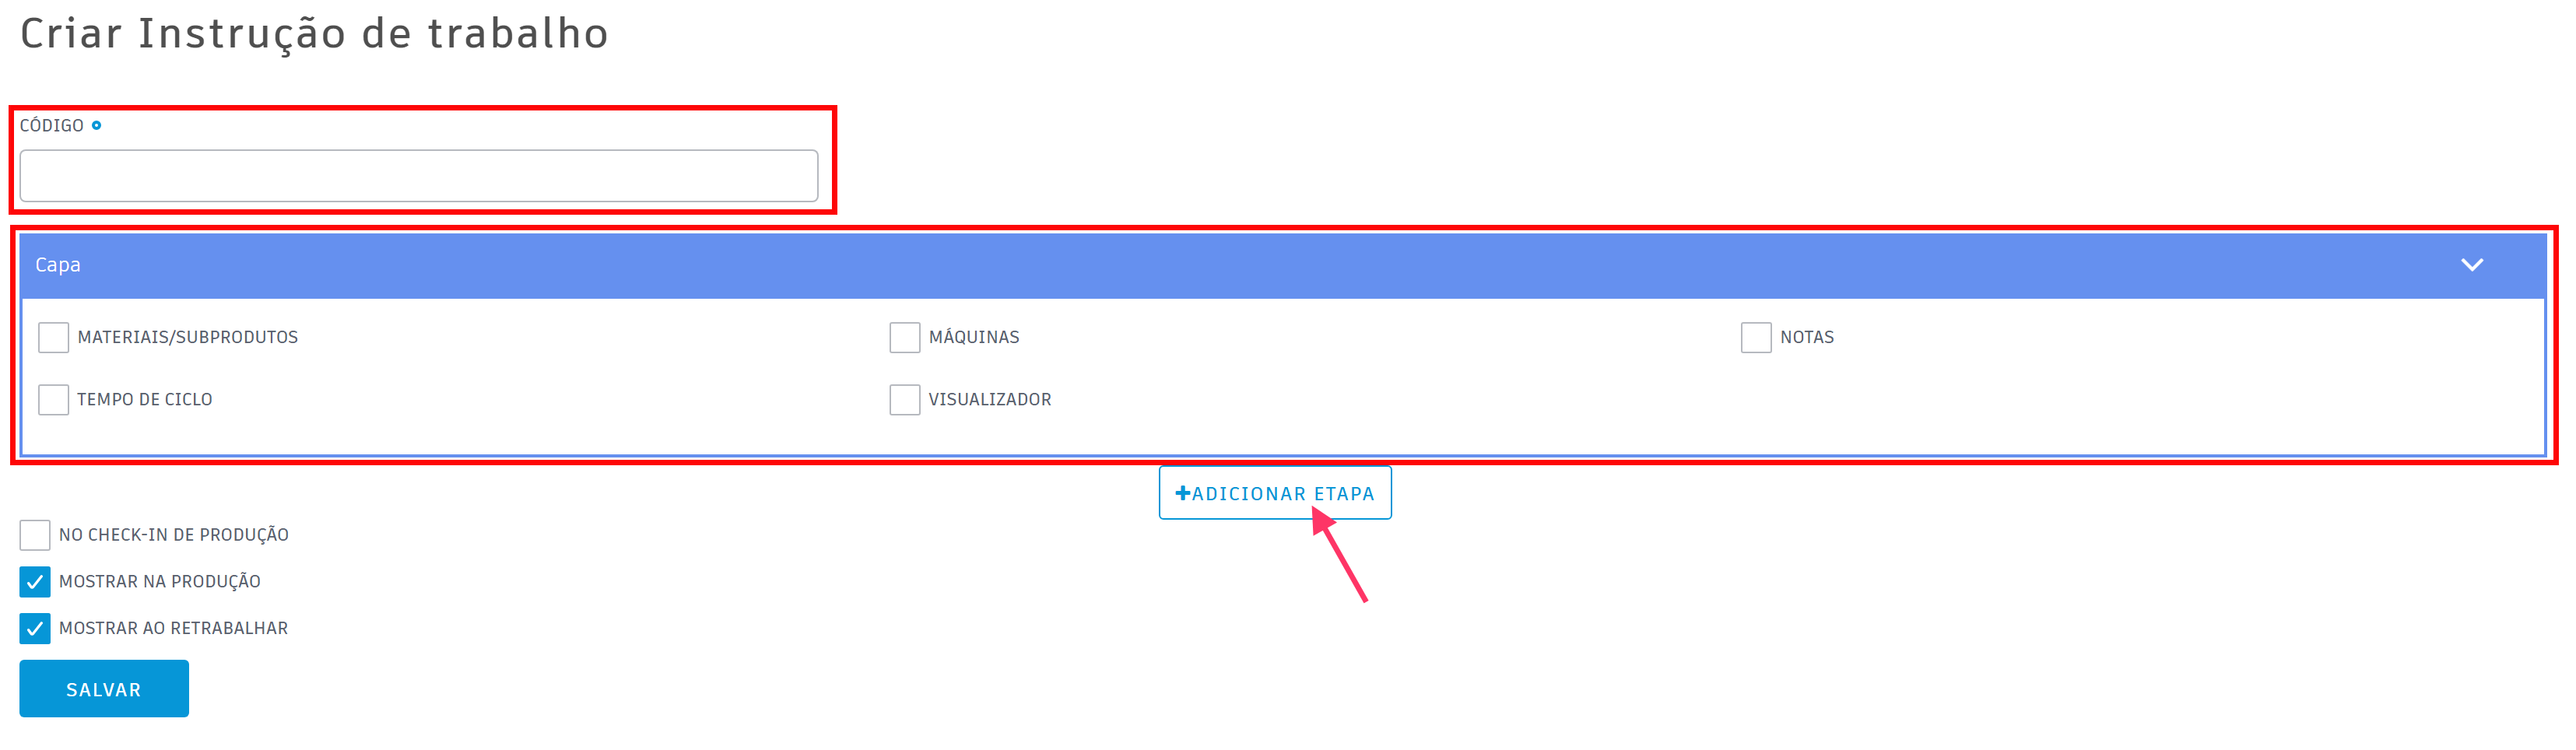 Criar Instrução de trabalho
CÓDIGO
Capa
MATERIAIS/SUBPRODUTOS
MÁQUINAS
NOTAS
TEMPO DE CICLO
VISUALIZADOR
+ADICIONAR ETAPA
NO CHECK-IN DE PRODUÇÃO
MOSTRAR NA PRODUÇÃO
MOSTRAR AO RETRABALHAR
SALVAR